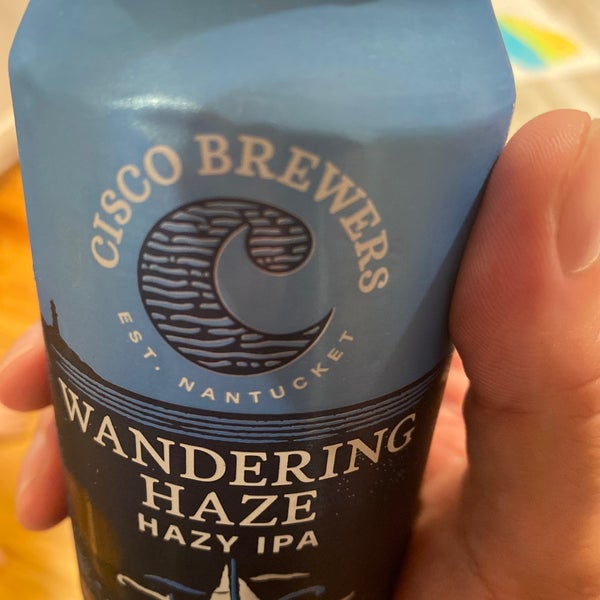 CISCO BREWERS
EST. NANTUCKET
WANDERING
HAZE
HAZY IPA